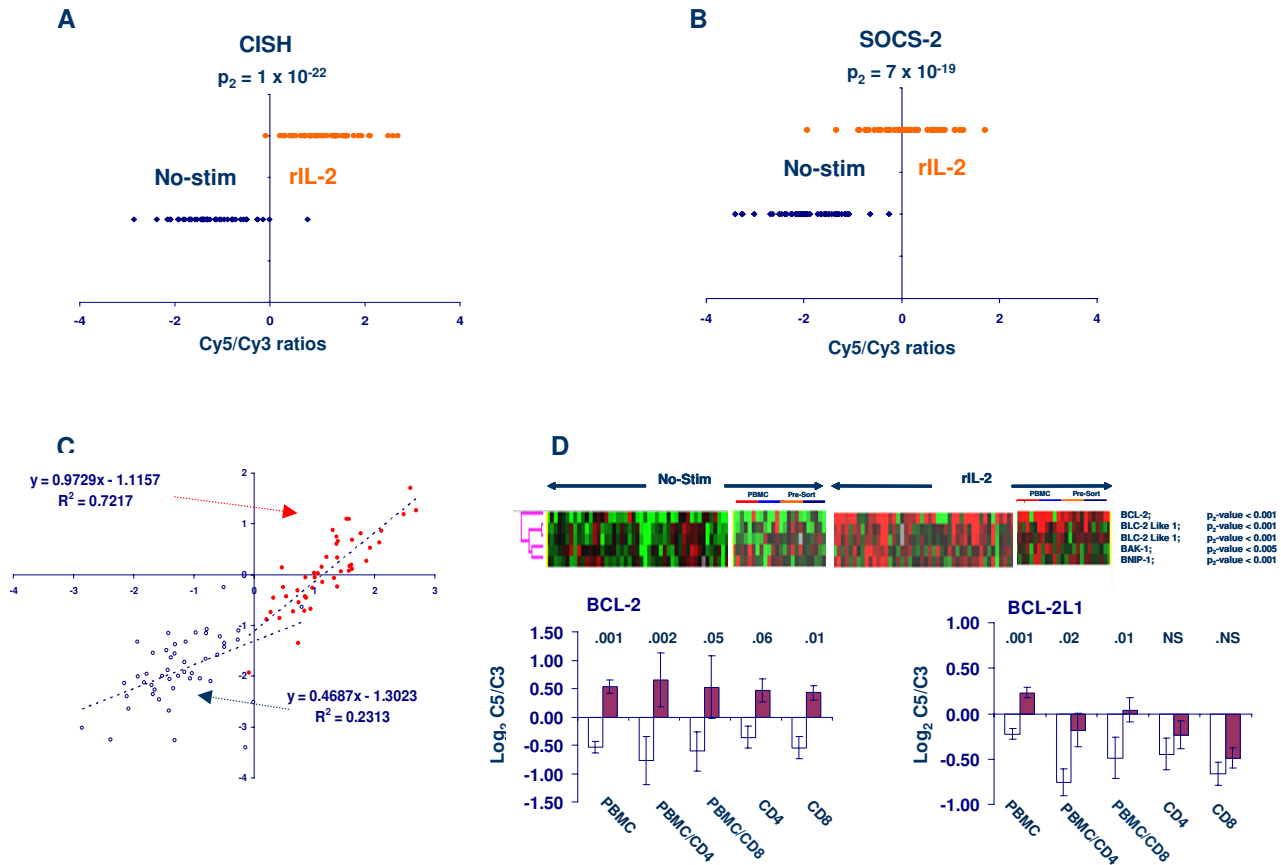 A
CISH
p2 = 1 x 10-22
No-stim
rIL-2
-4 -2 0 2 4
Cy5/Cy3 ratios
B
SOCS-2
p2 = 7 x 10-19
No-stim
rIL-2
-4 -2 0 2 4
Cy5/Cy3 ratios
C
y = 0.9729x - 1.1157
R2 = 0.7217
2
1
0
-1
-2
-3
-4
-4 -3 -2 -1 0 1 2 3
y = 0.4687x - 1.3023
R2 = 0.2313
D
No-Stim
rIL-2
PBMC Pre-Sort
PBMC Pre-Sort
BCL-2; p2-value < 0.001
BLC-2 Like 1; p2-value < 0.001
BLC-2 Like 1; p2-value < 0.001
BAK-1; p2-value < 0.005
BNIP-1; p2-value < 0.001
BCL-2
Log2 C5/C3
1.50
1.00
0.50
0.00
-0.50
-1.00
-1.50
.001 .002 .05 .06 .01
PBMC
PBMC/CD4
PBMC/CD8
CD4
CD8
BCL-2L1
Log2 C5/C3
1.00
0.00
-0.50
-1.00
.001 .02 .01 NS .NS
PBMC
PBMC/CD4
PBMC/CD8
CD4
CD8